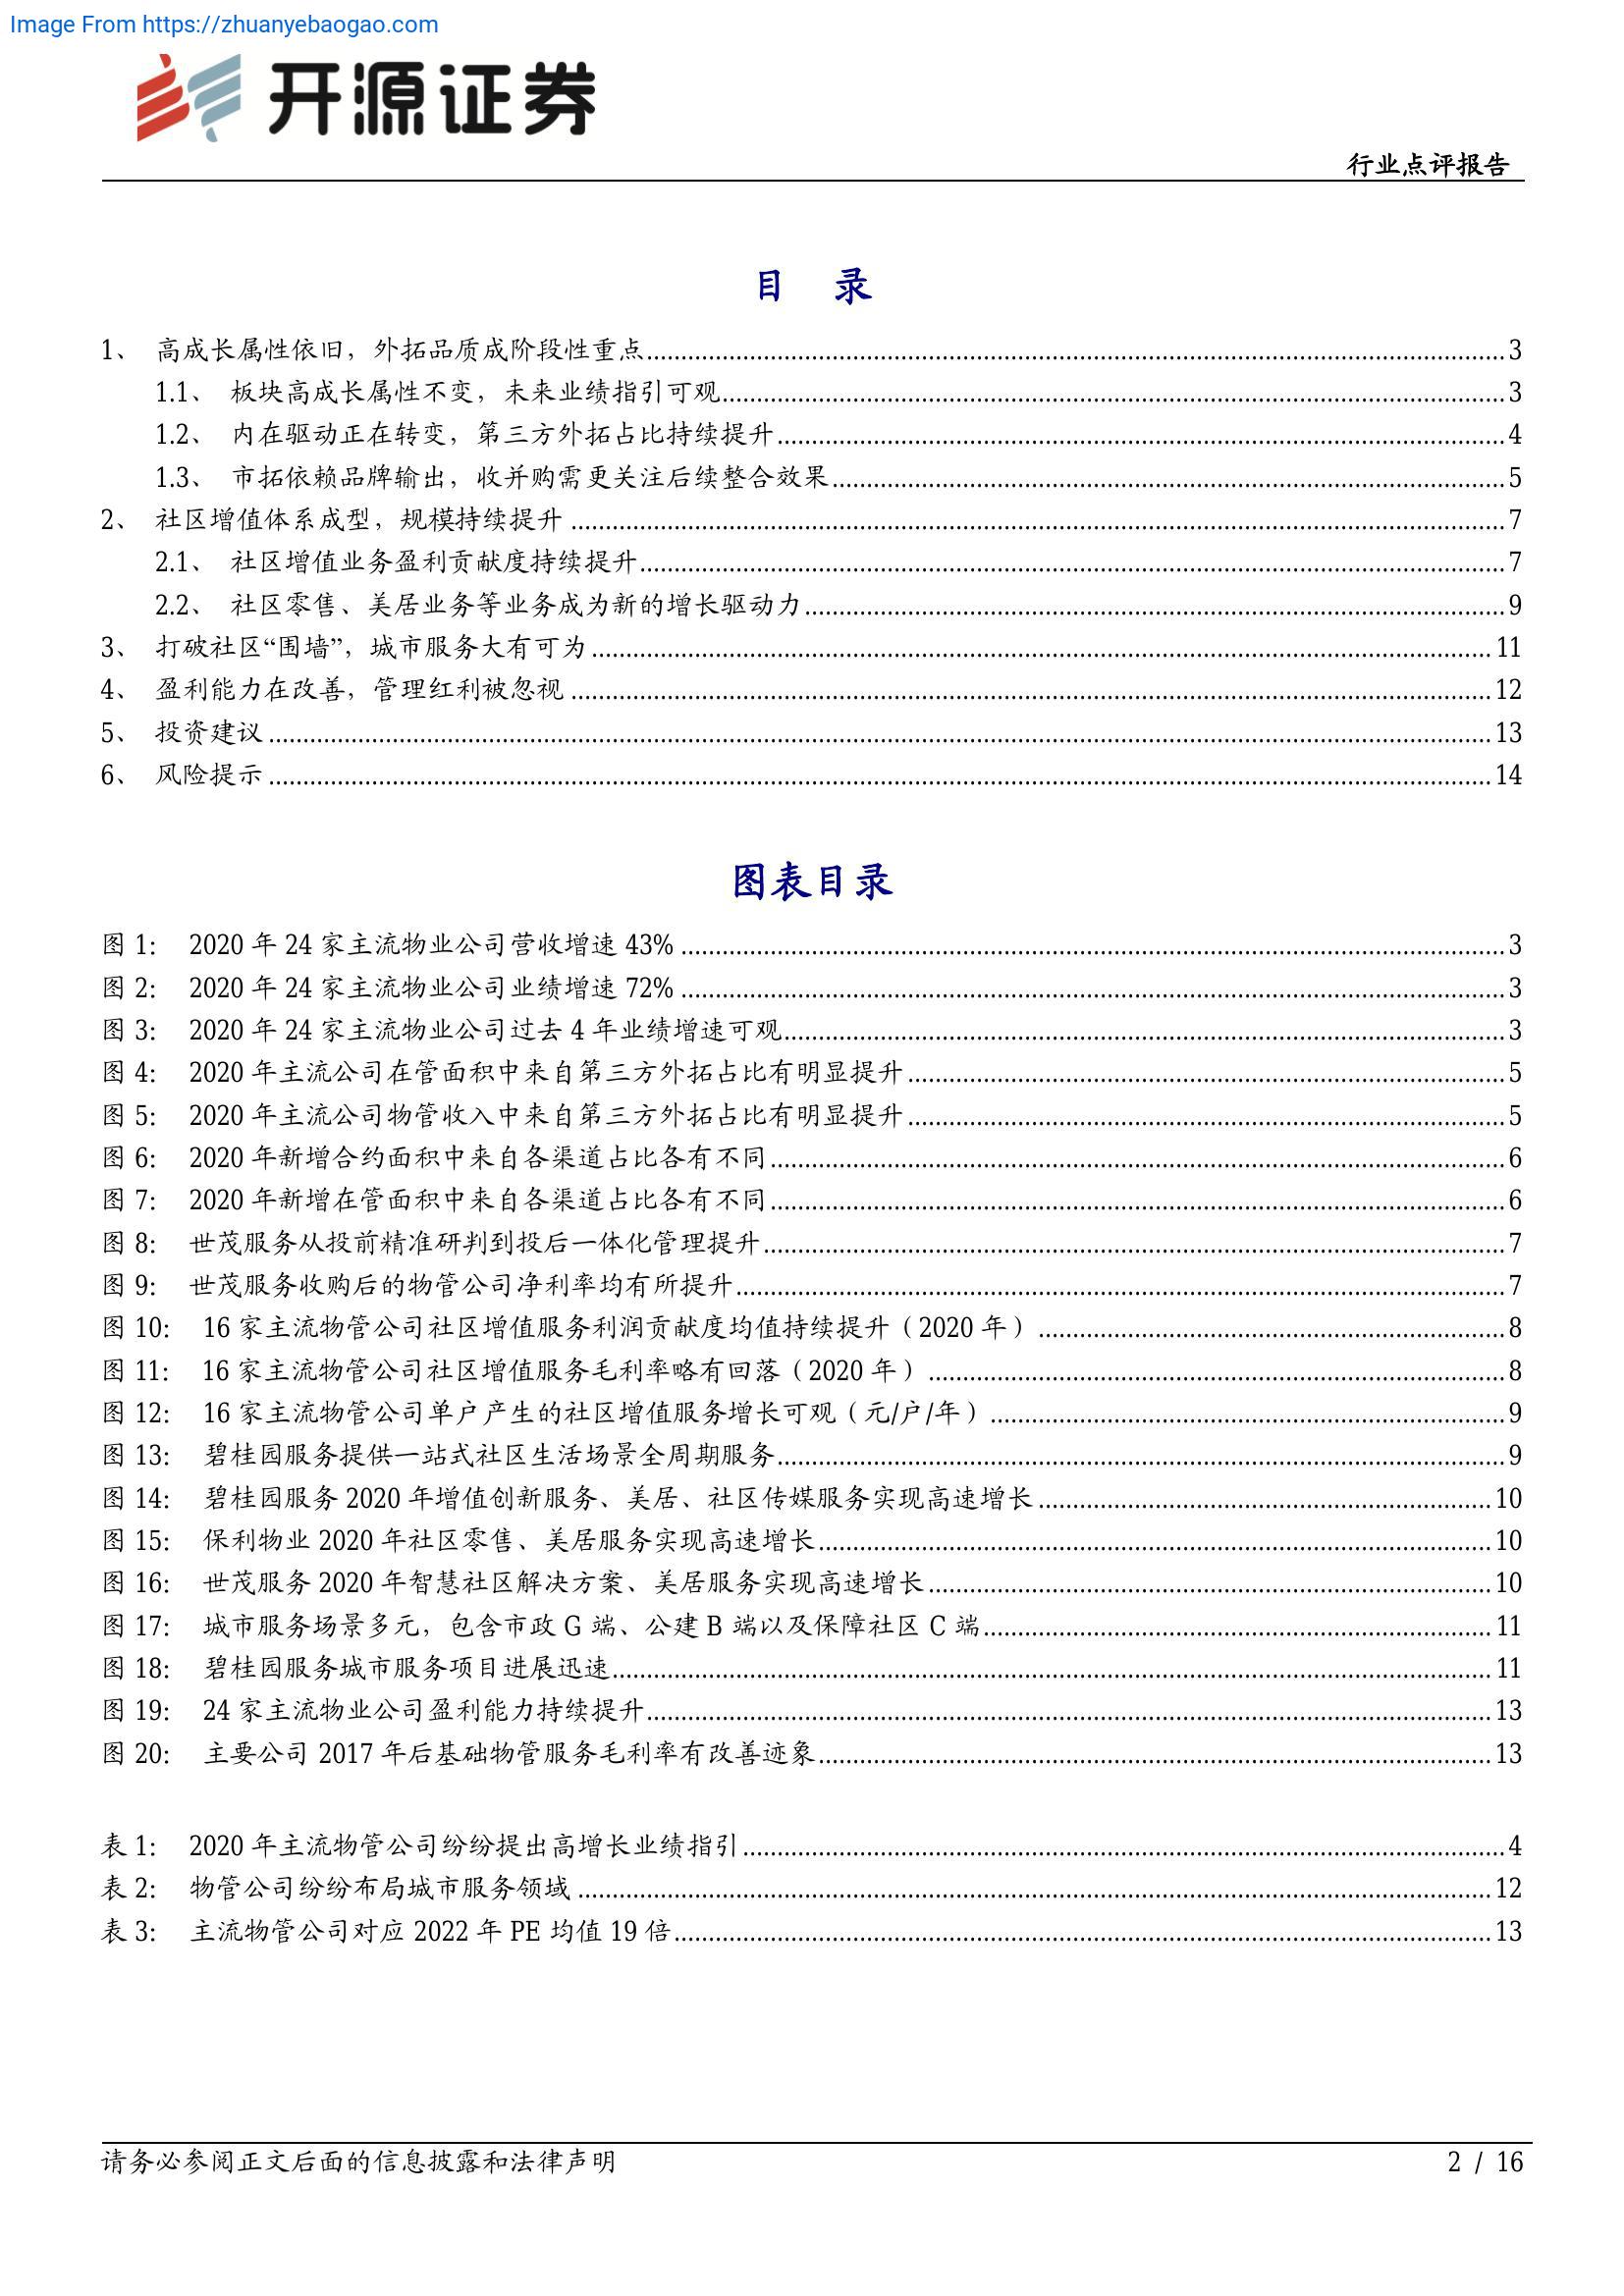 Image From https://zhuanyebaogao.com
开源证券
行业点评报告
目 录
1、 高成长属性依旧，外拓品质成阶段性重点 3
1.1、 板块高成长属性不变，未来业绩指引可观 3
1.2、 内在驱动正在转变，第三方外拓占比持续提升 4
1.3、 市拓依赖品牌输出，收并购需更关注后续整合效果 5
2、 社区增值体系成型，规模持续提升 7
2.1、 社区增值业务盈利贡献度持续提升 7
2.2、 社区零售、美居业务等业务成为新的增长驱动力 9
3、 打破社区“围墙”，城市服务大有可为 11
4、 盈利能力在改善，管理红利被忽视 12
5、 投资建议 13
6、 风险提示 14
图表目录
图 1： 2020 年 24 家主流物业公司营收增速 43% 3
图 2： 2020 年 24 家主流物业公司业绩增速 72% 3
图 3： 2020 年 24 家主流物业公司过去 4 年业绩增速可观 3
图 4： 2020 年主流公司在管面积中来自第三方外拓占比有明显提升 5
图 5： 2020 年主流公司物管收入中来自第三方外拓占比有明显提升 5
图 6： 2020 年新增合约面积中来自各渠道占比各有不同 6
图 7： 2020 年新增在管面积中来自各渠道占比各有不同 6
图 8： 世茂服务从投前精准研判到投后一体化管理提升 7
图 9： 世茂服务收购后的物管公司净利率均有所提升 7
图 10： 16 家主流物管公司社区增值服务利润贡献度均值持续提升（2020 年） 8
图 11： 16 家主流物管公司社区增值服务毛利率略有回落（2020 年） 8
图 12： 16 家主流物管公司单户产生的社区增值服务增长可观（元/户/年） 9
图 13： 碧桂园服务提供一站式社区生活场景全周期服务 9
图 14： 碧桂园服务 2020 年增值创新服务、美居、社区传媒服务实现高速增长 10
图 15： 保利物业 2020 年社区零售、美居服务实现高速增长 10
图 16： 世茂服务 2020 年智慧社区解决方案、美居服务实现高速增长 10
图 17： 城市服务场景多元，包含市政 G 端、公建 B 端以及保障社区 C 端 11
图 18： 碧桂园服务城市服务项目进展迅速 11
图 19： 24 家主流物业公司盈利能力持续提升 13
图 20： 主要公司 2017 年后基础物管服务毛利率有改善迹象 13
表 1： 2020 年主流物管公司纷纷提出高增长业绩指引 4
表 2： 物管公司纷纷布局城市服务领域 12
表 3： 主流物管公司对应 2022 年 PE 均值 19 倍 13
请务必参阅正文后面的信息披露和法律声明 2 / 16